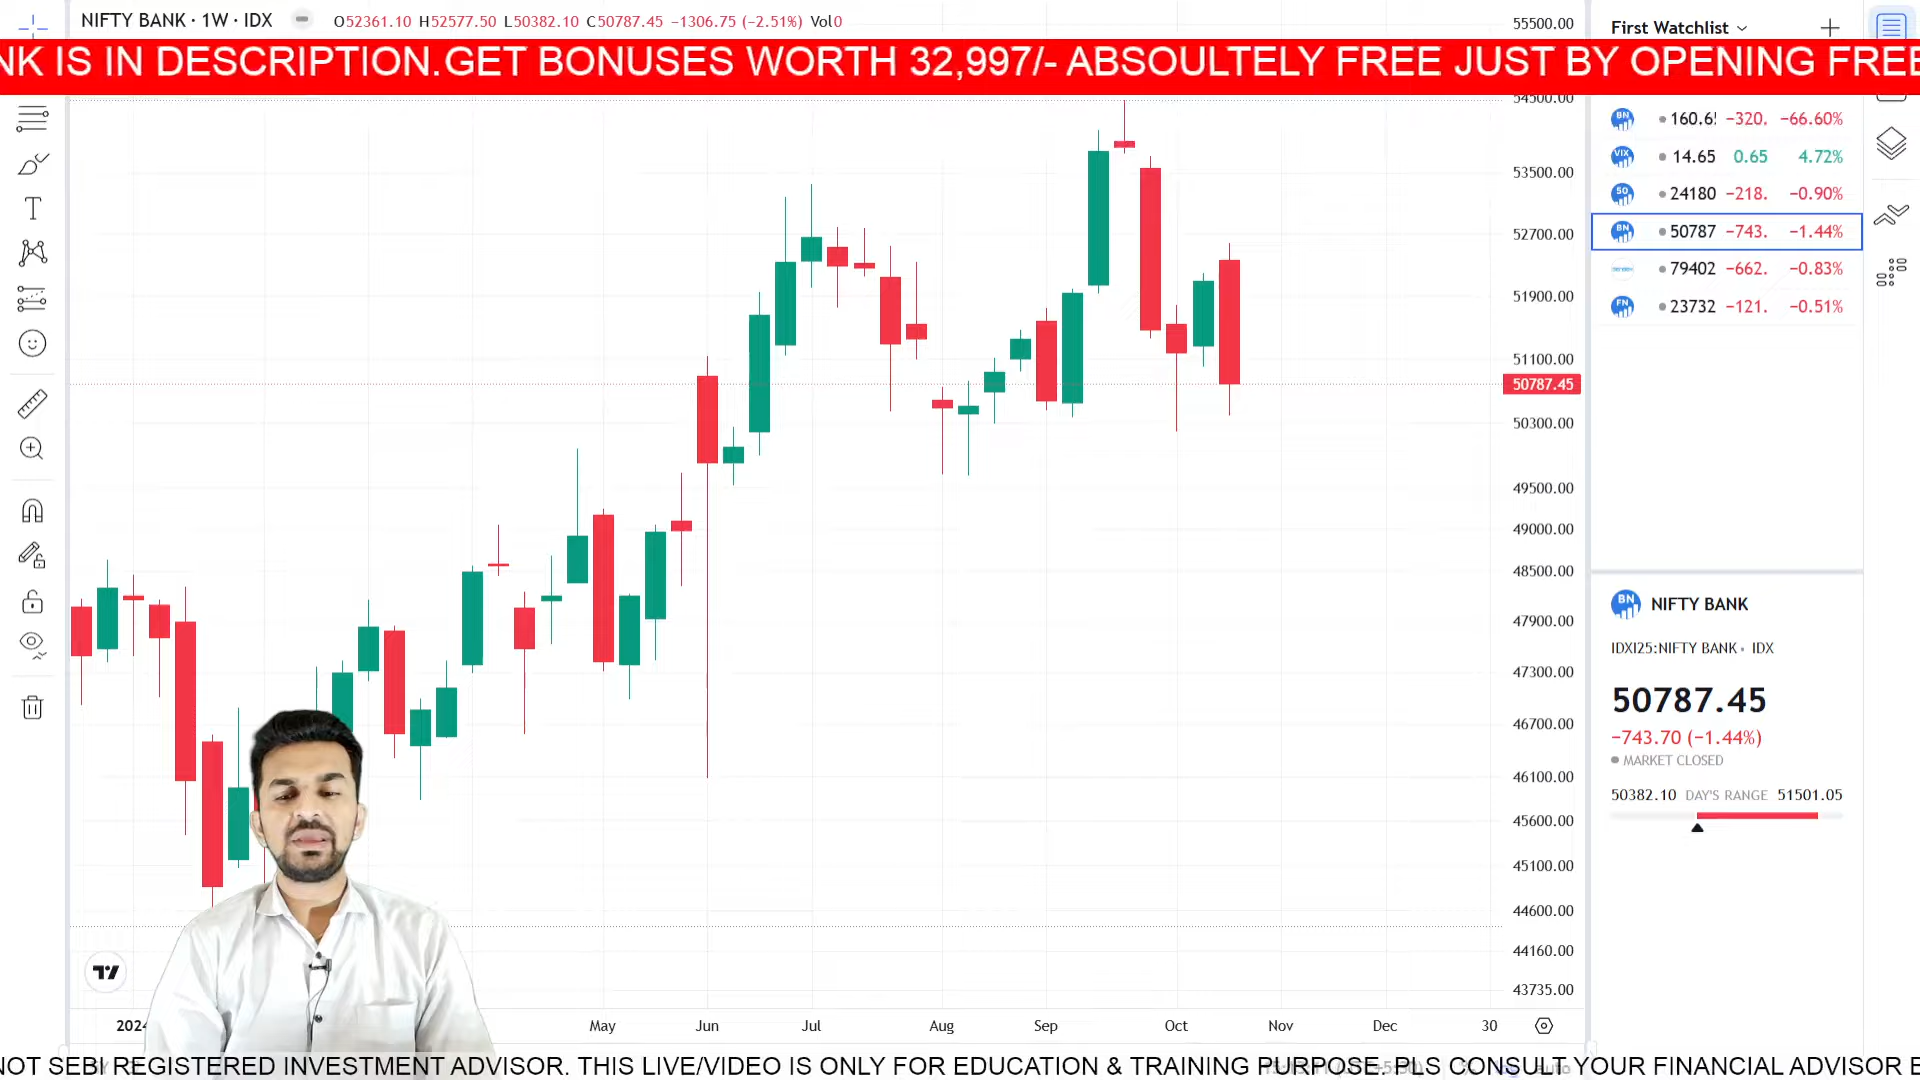 NIFTY BANK · 1W · IDX
O52361.10 H52577.50 L50382.10 C50787.45 −1306.75 (−2.51%) Vol0
First Watchlist
NK IS IN DESCRIPTION.GET BONUSES WORTH 32,997/- ABSOULTELY FREE JUST BY OPENING FREE
55500.00
54500.00
53500.00
52700.00
51900.00
51100.00
50787.45
50300.00
49500.00
49000.00
48500.00
47900.00
47300.00
46700.00
46100.00
45600.00
45100.00
44600.00
44160.00
43735.00
BN 160.6 −320. −66.60%
VIX 14.65 0.65 4.72%
50 24180 −218. −0.90%
BN 50787 −743. −1.44%
79402 −662. −0.83%
FN 23732 −121. −0.51%
BN NIFTY BANK
IDXI25:NIFTY BANK · IDX
50787.45
−743.70 (−1.44%)
MARKET CLOSED
50382.10 DAY'S RANGE 51501.05
2024 May Jun Jul Aug Sep Oct Nov Dec 30
NOT SEBI REGISTERED INVESTMENT ADVISOR. THIS LIVE/VIDEO IS ONLY FOR EDUCATION & TRAINING PURPOSE. PLS CONSULT YOUR FINANCIAL ADVISOR B